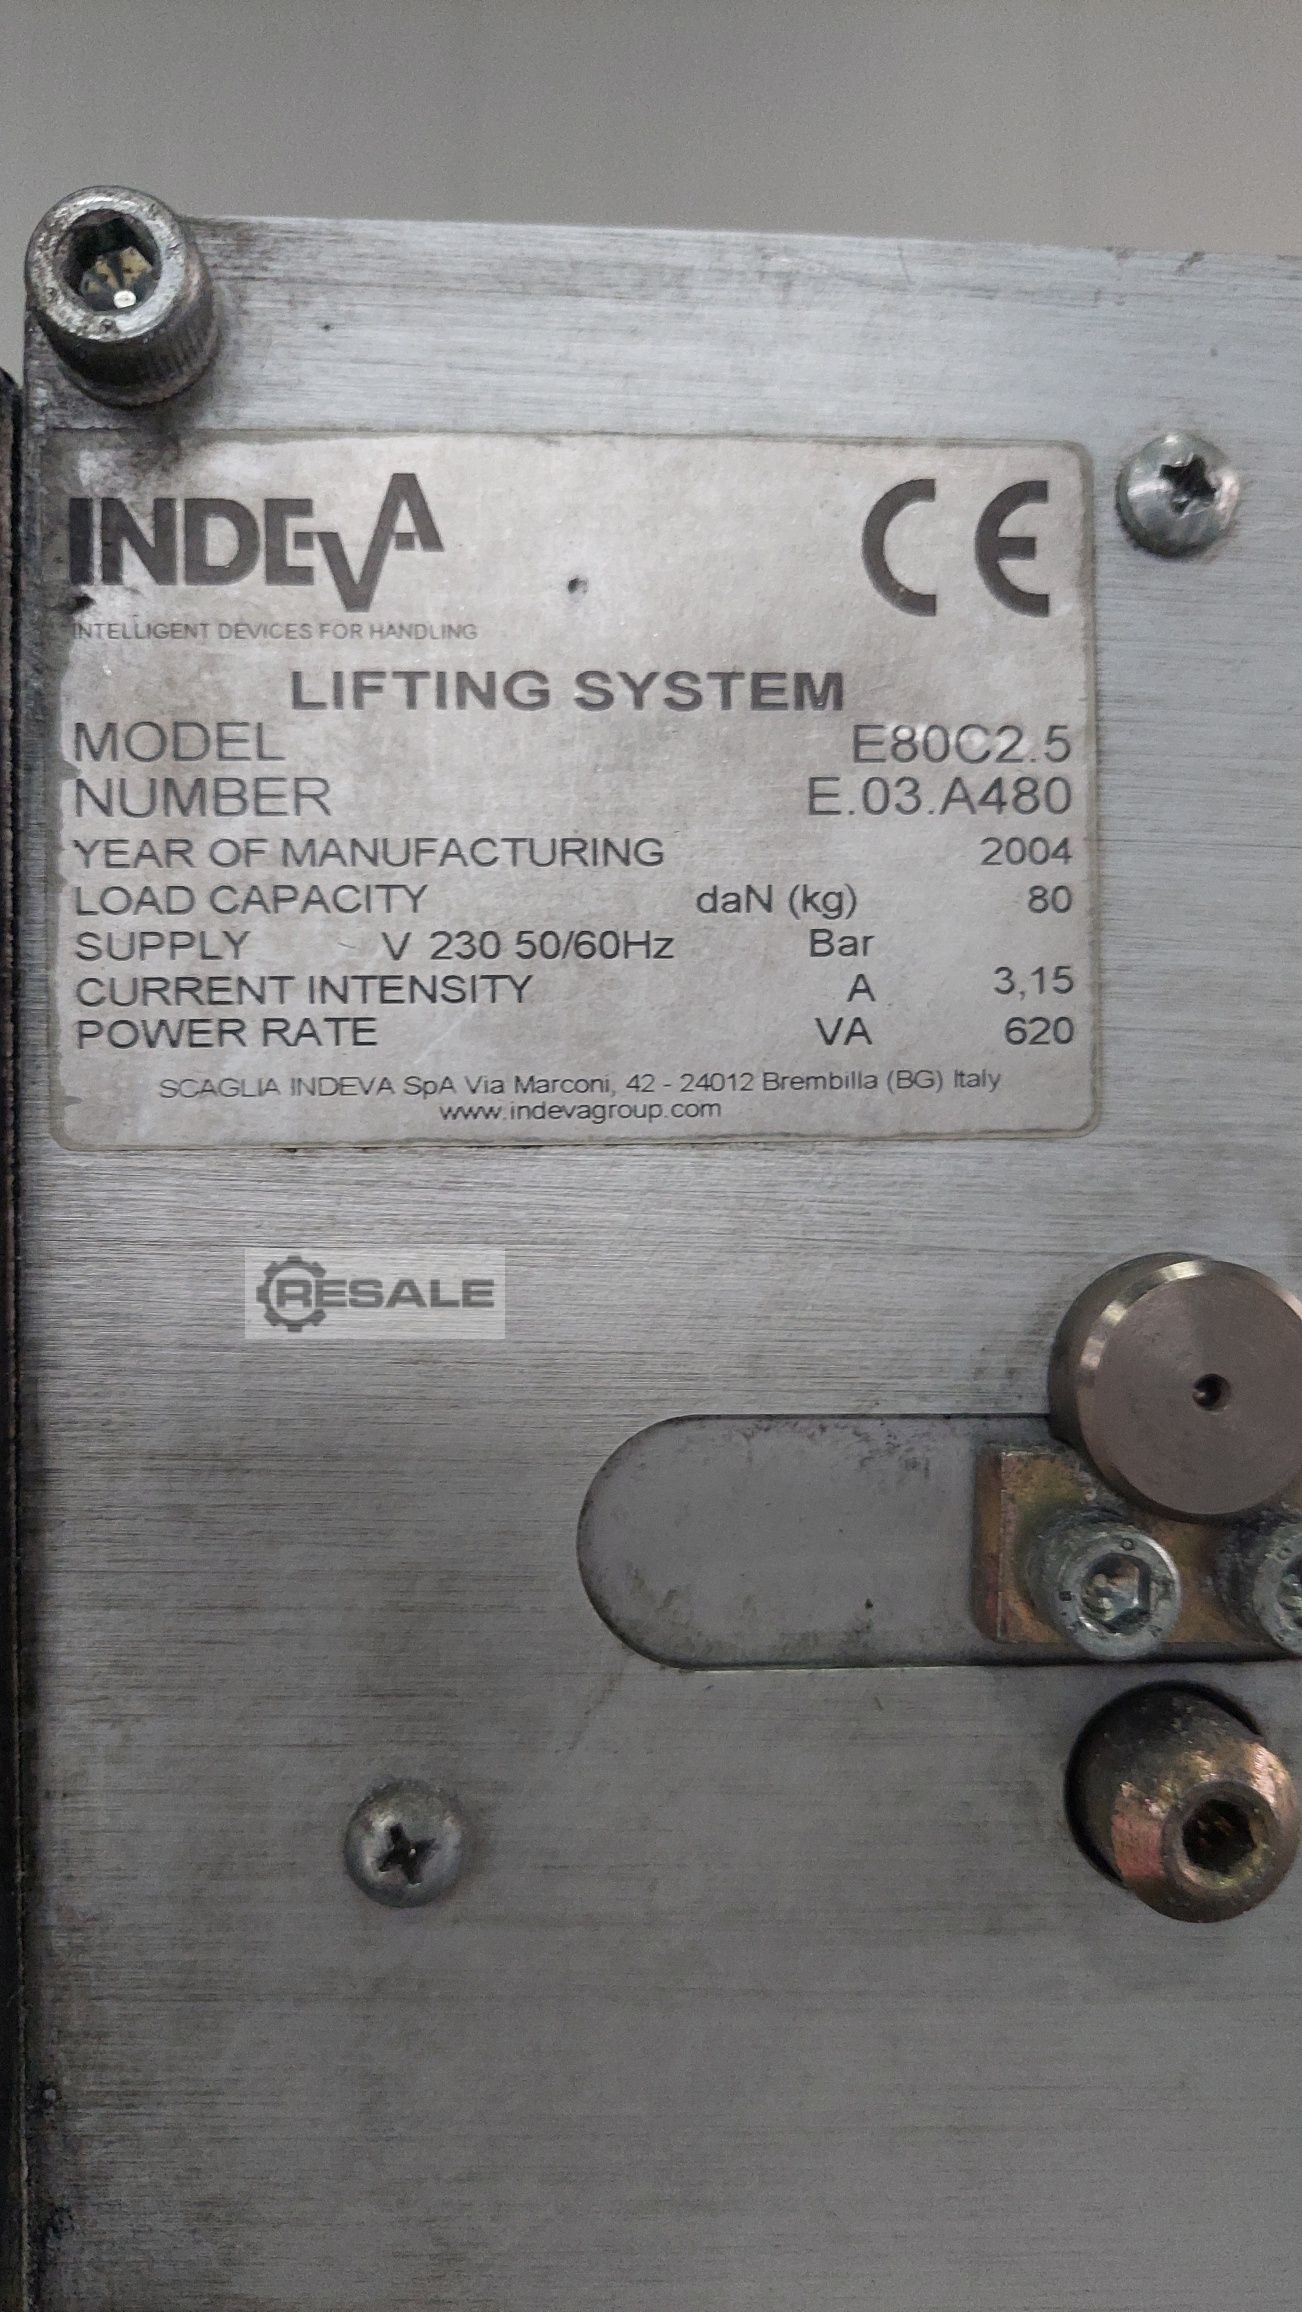 INDEVA
CE
INTELLIGENT DEVICES FOR HANDLING
LIFTING SYSTEM
MODEL E80C2.5
NUMBER E.03.A480
YEAR OF MANUFACTURING 2004
LOAD CAPACITY daN (kg) 80
SUPPLY V 230 50/60Hz Bar
CURRENT INTENSITY A 3,15
POWER RATE VA 620
SCAGLIA INDEVA SpA Via Marconi, 42 - 24012 Brembilla (BG) Italy
www.indevagroup.com
RESALE